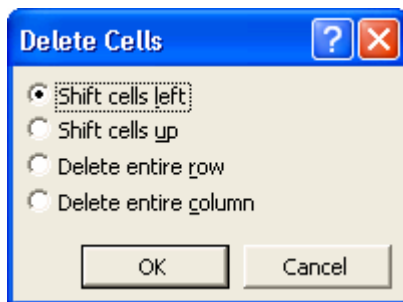 Delete Cells ?
Shift cells left
Shift cells up
Delete entire row
Delete entire column
OK Cancel